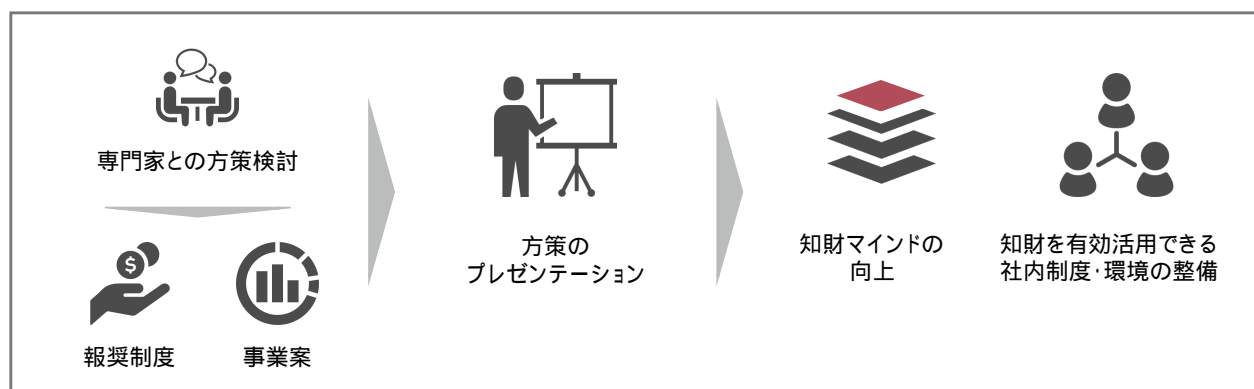 専門家との方策検討
$
報奨制度
事業案
方策の
プレゼンテーション
知財マインドの
向上
知財を有効活用できる
社内制度･環境の整備